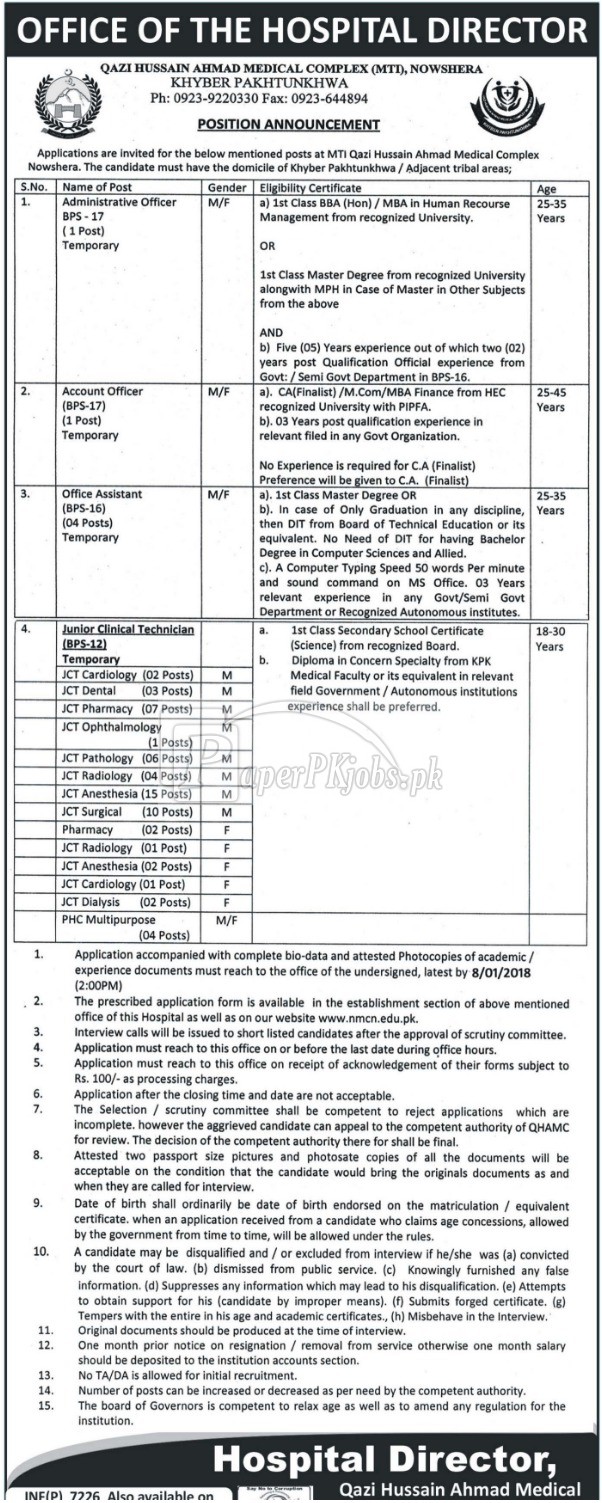 OFFICE OF THE HOSPITAL DIRECTOR
QAZI HUSSAIN AHMAD MEDICAL COMPLEX (MTI), NOWSHERA
KHYBER PAKHTUNKHWA
Ph: 0923-9220330 Fax: 0923-644894
POSITION ANNOUNCEMENT
Applications are invited for the below mentioned posts at MTI Qazi Hussain Ahmad Medical Complex
Nowshera. The candidate must have the domicile of Khyber Pakhtunkhwa / Adjacent tribal areas;
S.No. Name of Post Gender Eligibility Certificate Age
1. Administrative Officer M/F a) 1st Class BBA (Hon) / MBA in Human Recourse 25-35
BPS - 17 Management from recognized University. Years
( 1 Post)
Temporary OR
1st Class Master Degree from recognized University
alongwith MPH in Case of Master in Other Subjects
from the above
AND
b) Five (05) Years experience out of which two (02)
years post Qualification Official experience from
Govt: / Semi Govt Department in BPS-16.
2. Account Officer M/F a). CA(Finalist) /M.Com/MBA Finance from HEC 25-45
(BPS-17) recognized University with PIPFA. Years
(1 Post) b). 03 Years post qualification experience in
Temporary relevant filed in any Govt Organization.
No Experience is required for C.A (Finalist)
Preference will be given to C.A. (Finalist)
3. Office Assistant M/F a). 1st Class Master Degree OR 25-35
(BPS-16) b). In case of Only Graduation in any discipline, Years
(04 Posts) then DIT from Board of Technical Education or its
Temporary equivalent. No Need of DIT for having Bachelor
Degree in Computer Sciences and Allied.
c). A Computer Typing Speed 50 words Per minute
and sound command on MS Office. 03 Years
relevant experience in any Govt/Semi Govt
Department or Recognized Autonomous institutes.
4. Junior Clinical Technician a. 1st Class Secondary School Certificate 18-30
(BPS-12) (Science) from recognized Board. Years
Temporary b. Diploma in Concern Specialty from KPK
JCT Cardiology (02 Posts) M Medical Faculty or its equivalent in relevant
JCT Dental (03 Posts) M field Government / Autonomous institutions
JCT Pharmacy (07 Posts) M experience shall be preferred.
JCT Ophthalmology M
(1 Posts)
JCT Pathology (06 Posts) M
JCT Radiology (04 Posts) M
PaperPKjobs.pk
JCT Anesthesia (15 Posts) M
JCT Surgical (10 Posts) M
Pharmacy (02 Posts) F
JCT Radiology (01 Post) F
JCT Anesthesia (02 Posts) F
JCT Cardiology (01 Post) F
JCT Dialysis (02 Posts) F
PHC Multipurpose M/F
(04 Posts)
1. Application accompanied with complete bio-data and attested Photocopies of academic /
experience documents must reach to the office of the undersigned, latest by 8/01/2018
(2:00PM)
2. The prescribed application form is available in the establishment section of above mentioned
office of this Hospital as well as on our website www.nmcn.edu.pk.
3. Interview calls will be issued to short listed candidates after the approval of scrutiny committee.
4. Application must reach to this office on or before the last date during office hours.
5. Application must reach to this office on receipt of acknowledgement of their forms subject to
Rs. 100/- as processing charges.
6. Application after the closing time and date are not acceptable.
7. The Selection / scrutiny committee shall be competent to reject applications which are
incomplete. however the aggrieved candidate can appeal to the competent authority of QHAMC
for review. The decision of the competent authority there for shall be final.
8. Attested two passport size pictures and photosate copies of all the documents will be
acceptable on the condition that the candidate would bring the originals documents as and
when they are called for interview.
9. Date of birth shall ordinarily be date of birth endorsed on the matriculation / equivalent
certificate. when an application received from a candidate who claims age concessions, allowed
by the government from time to time, will be allowed under the rules.
10. A candidate may be disqualified and / or excluded from interview if he/she was (a) convicted
by the court of law. (b) dismissed from public service. (c) Knowingly furnished any false
information. (d) Suppresses any information which may lead to his disqualification. (e) Attempts
to obtain support for his (candidate by improper means). (f) Submits forged certificate. (g)
Tempers with the entire in his age and academic certificates., (h) Misbehave in the Interview.
11. Original documents should be produced at the time of interview.
12. One month prior notice on resignation / removal from service otherwise one month salary
should be deposited to the institution accounts section.
13. No TA/DA is allowed for initial recruitment.
14. Number of posts can be increased or decreased as per need by the competent authority.
15. The board of Governors is competent to relax age as well as to amend any regulation for the
institution.
Hospital Director,
Qazi Hussain Ahmad Medical
Say No to Corruption
INF(P) 7226 Also available on